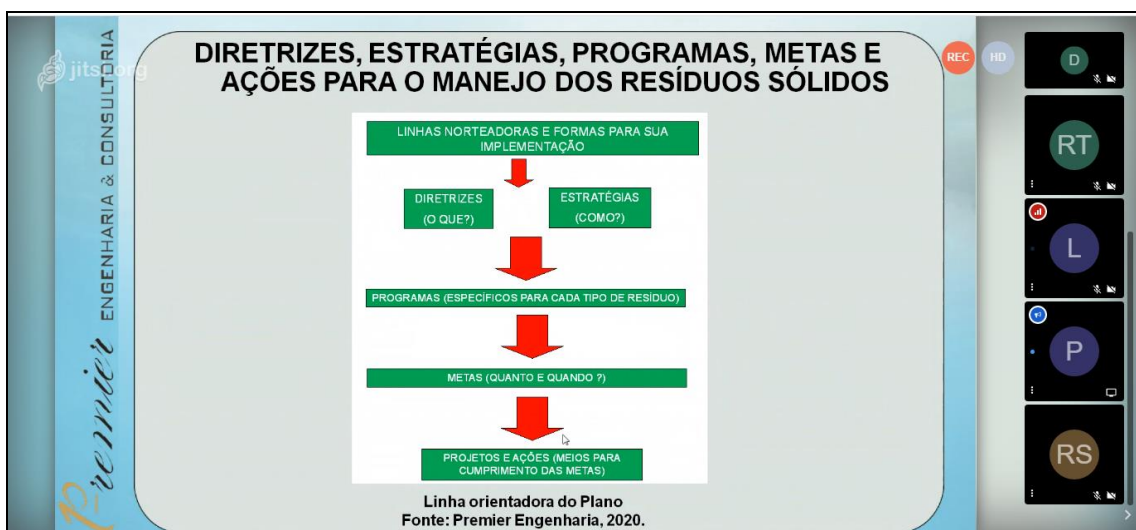 DIRETRIZES, ESTRATÉGIAS, PROGRAMAS, METAS E
AÇÕES PARA O MANEJO DOS RESÍDUOS SÓLIDOS
LINHAS NORTEADORAS E FORMAS PARA SUA
IMPLEMENTAÇÃO
DIRETRIZES
(O QUE?)
ESTRATÉGIAS
(COMO?)
PROGRAMAS (ESPECÍFICOS PARA CADA TIPO DE RESÍDUO)
METAS (QUANTO E QUANDO ?)
PROJETOS E AÇÕES (MEIOS PARA
CUMPRIMENTO DAS METAS)
Linha orientadora do Plano
Fonte: Premier Engenharia, 2020.
Premier ENGENHARIA & CONSULTORIA
REC
HD
D
RT
L
P
RS